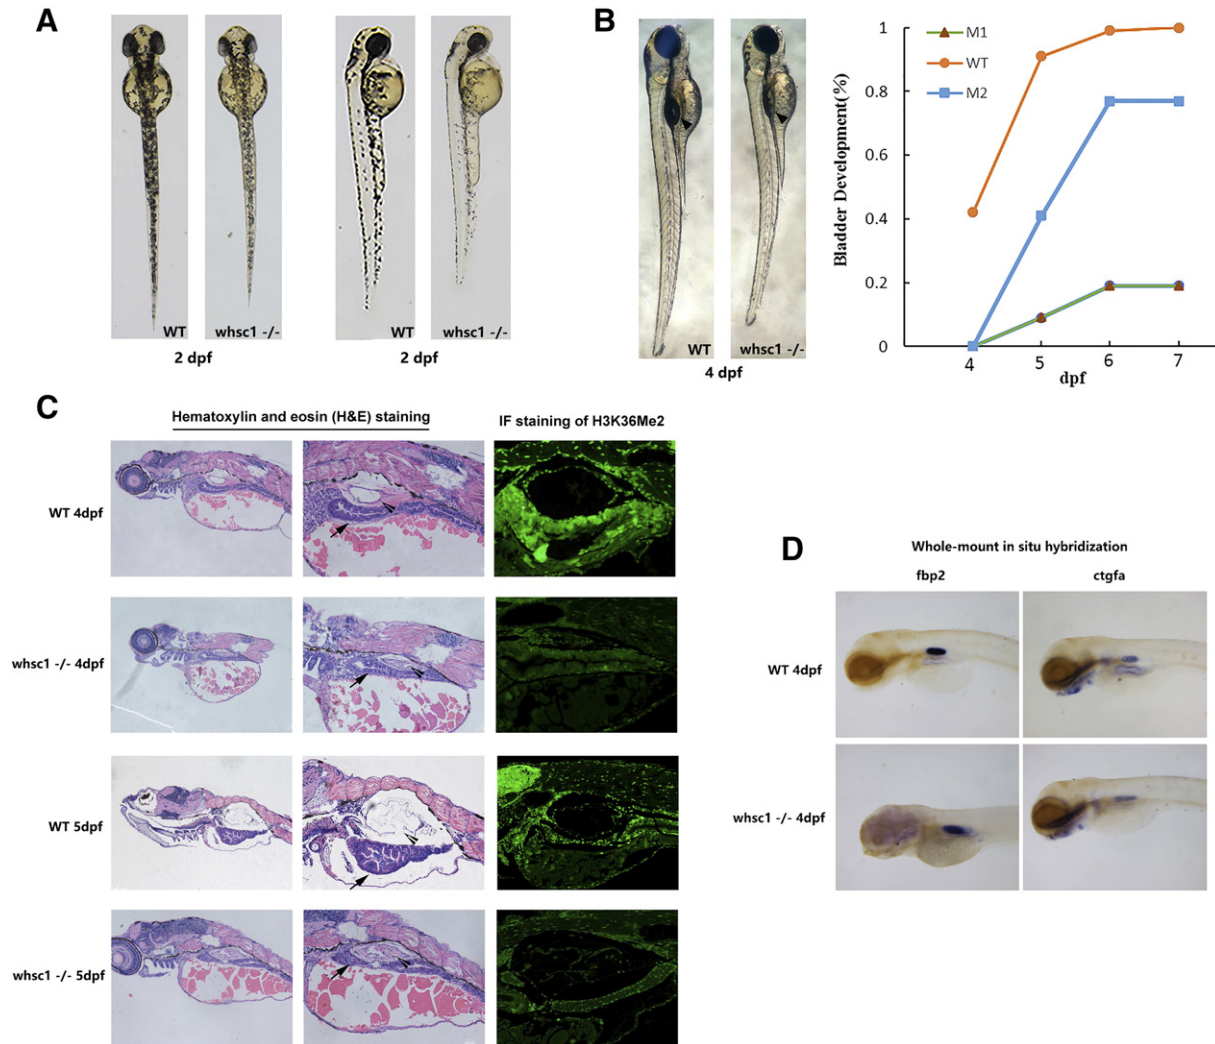 A
WT
whsc1 -/-
2 dpf
WT
whsc1 -/-
2 dpf
B
WT
whsc1 -/-
4 dpf
Bladder Development(%)
1
0.8
0.6
0.4
0.2
0
4
5
6
7
dpf
M1
WT
M2
C
Hematoxylin and eosin (H&E) staining
IF staining of H3K36Me2
WT 4dpf
whsc1 -/- 4dpf
WT 5dpf
whsc1 -/- 5dpf
D
Whole-mount in situ hybridization
fbp2
ctgfa
WT 4dpf
whsc1 -/- 4dpf